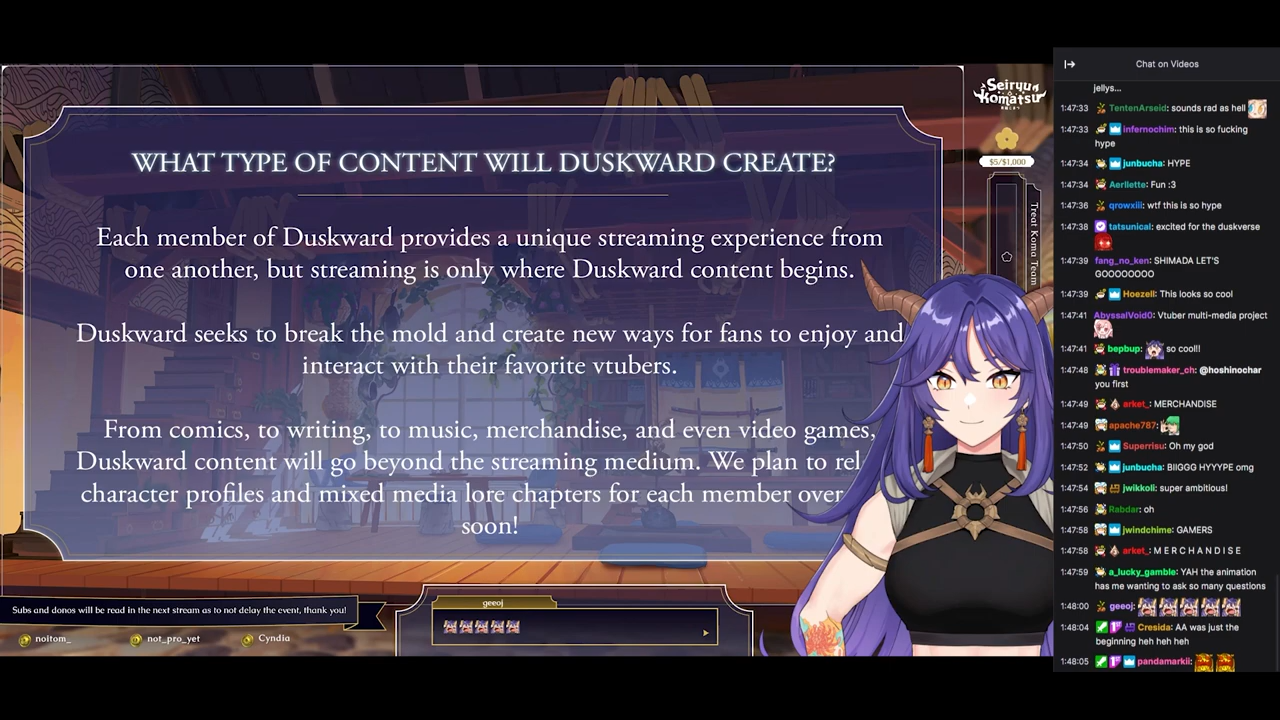 WHAT TYPE OF CONTENT WILL DUSKWARD CREATE?
Each member of Duskward provides a unique streaming experience from
one another, but streaming is only where Duskward content begins.
Duskward seeks to break the mold and create new ways for fans to enjoy and
interact with their favorite vtubers.
From comics, to writing, to music, merchandise, and even video games,
Duskward content will go beyond the streaming medium. We plan to rel
character profiles and mixed media lore chapters for each member over
soon!
Seiryuu
Komatsu
$5/$1,000
Treat Koma Team
Subs and donos will be read in the next stream as to not delay the event, thank you!
noitom_
not_pro_yet
Cyndia
geeoj
Chat on Videos
jellys...
1:47:33 TentenArseid: sounds rad as hell
1:47:33 infernochim: this is so fucking
hype
1:47:34 junbucha: HYPE
1:47:34 Aerliette: Fun :3
1:47:36 qrowxiii: wtf this is so hype
1:47:38 tatsunical: excited for the duskverse
1:47:39 fang_no_ken: SHIMADA LET'S
GOOOOOOOO
1:47:39 Hoezell: This looks so cool
1:47:41 AbyssalVoid0: Vtuber multi-media project
1:47:41 bepbup: so cool!!
1:47:48 troublemaker_ch: @hoshinochar
you first
1:47:49 arket_: MERCHANDISE
1:47:49 apache787:
1:47:50 Superrisu: Oh my god
1:47:52 junbucha: BIIGGG HYYYPE omg
1:47:54 jwikkoli: super ambitious!
1:47:56 Rabdar: oh
1:47:58 jwindchime: GAMERS
1:47:58 arket_: M E R C H A N D I S E
1:47:59 a_lucky_gamble: YAH the animation
has me wanting to ask so many questions
1:48:00 geeoj:
1:48:04 Cresida: AA was just the
beginning heh heh heh
1:48:05 pandamarkii: